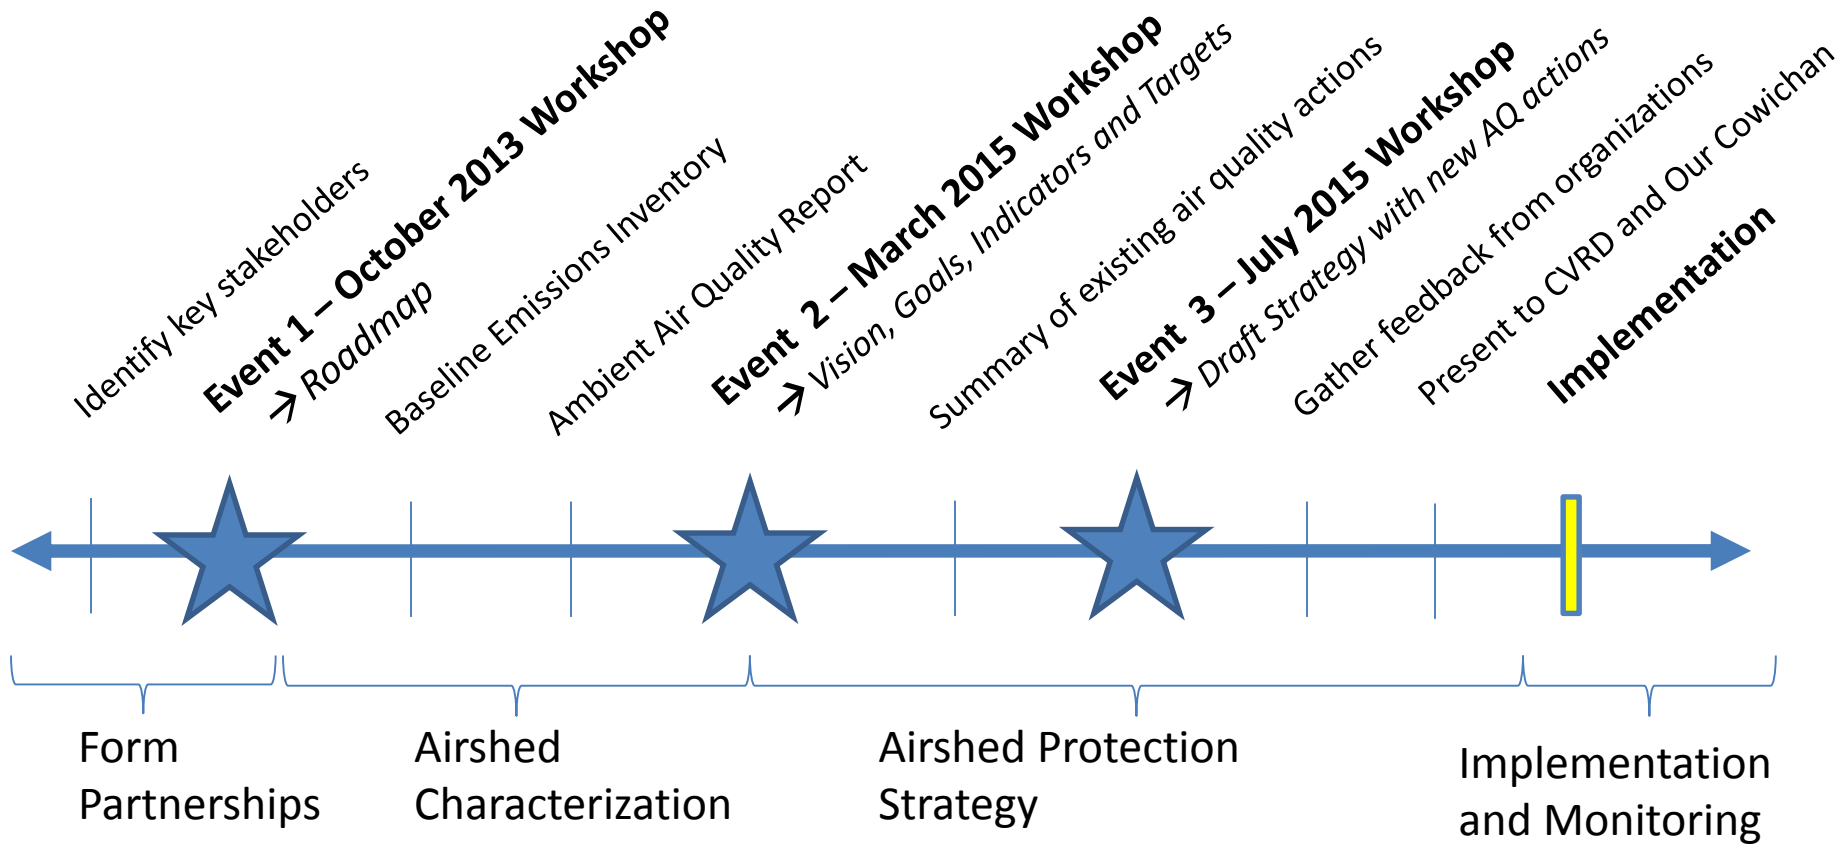 Identify key stakeholders
Event 1 – October 2013 Workshop
→ Roadmap
Baseline Emissions Inventory
Ambient Air Quality Report
Event 2 – March 2015 Workshop
→ Vision, Goals, Indicators and Targets
Summary of existing air quality actions
Event 3 – July 2015 Workshop
→ Draft Strategy with new AQ actions
Gather feedback from organizations
Present to CVRD and Our Cowichan
Implementation
Form
Partnerships
Airshed
Characterization
Airshed Protection
Strategy
Implementation
and Monitoring